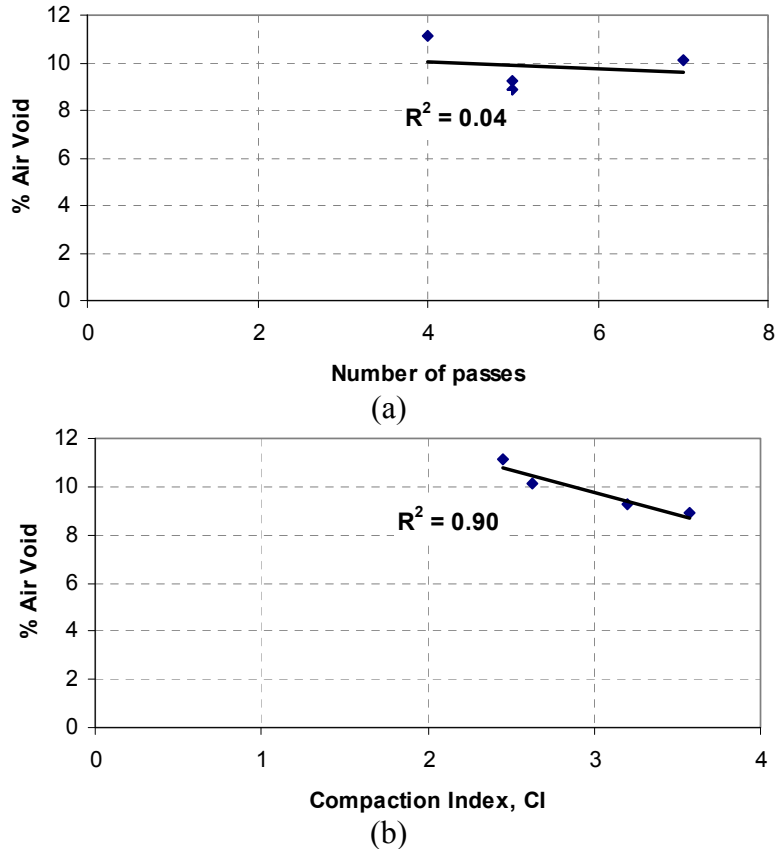 12
10
8
6
4
2
0
% Air Void
R² = 0.04
0 2 4 6 8
Number of passes
(a)
12
10
8
6
4
2
0
% Air Void
R² = 0.90
0 1 2 3 4
Compaction Index, CI
(b)